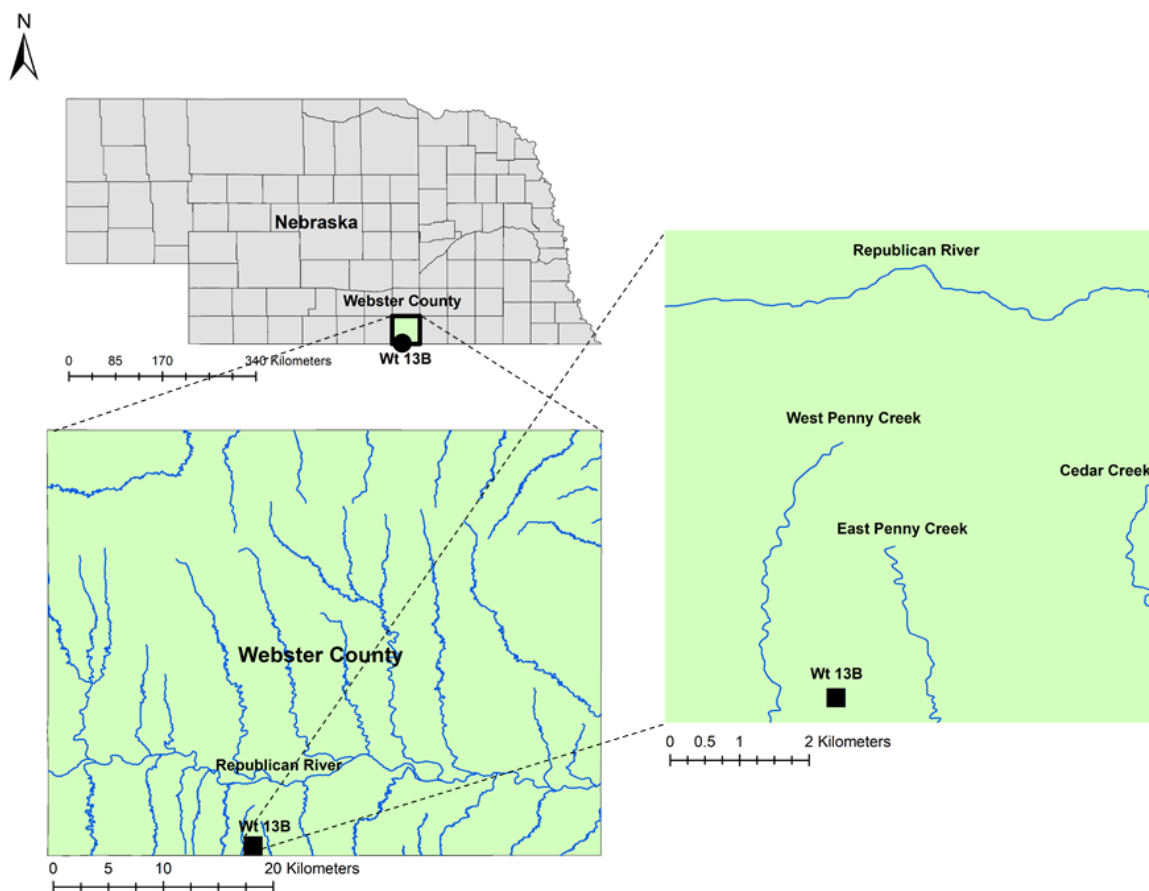 N
Nebraska
Webster County
Wt 13B
0 85 170 340 Kilometers
Republican River
West Penny Creek
Cedar Creek
East Penny Creek
Wt 13B
0 0.5 1 2 Kilometers
Webster County
Republican River
Wt 13B
0 5 10 20 Kilometers